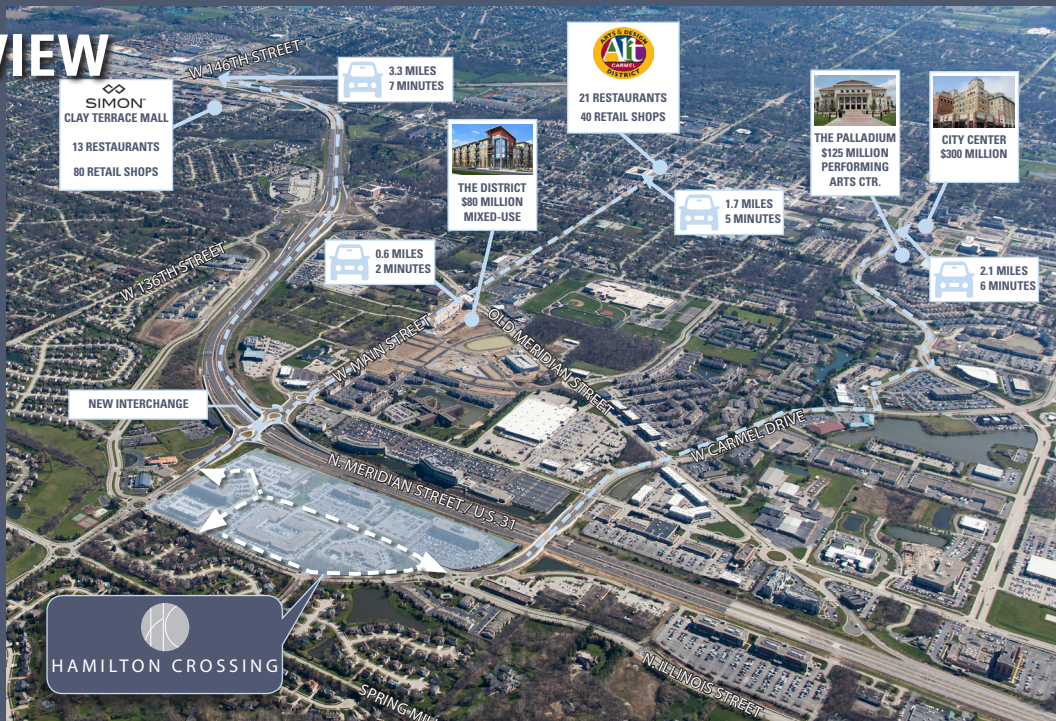 VIEW
W 146TH STREET
SIMON™
CLAY TERRACE MALL
13 RESTAURANTS
80 RETAIL SHOPS
3.3 MILES
7 MINUTES
ARTS & DESIGN
Art
CARMEL
DISTRICT
21 RESTAURANTS
40 RETAIL SHOPS
THE PALLADIUM
$125 MILLION
PERFORMING
ARTS CTR.
CITY CENTER
$300 MILLION
THE DISTRICT
$80 MILLION
MIXED-USE
1.7 MILES
5 MINUTES
0.6 MILES
2 MINUTES
2.1 MILES
6 MINUTES
W 136TH STREET
W MAIN STREET
OLD MERIDIAN STREET
NEW INTERCHANGE
W CARMEL DRIVE
N. MERIDIAN STREET / U.S. 31
HC
HAMILTON CROSSING
N. ILLINOIS STREET
SPRING